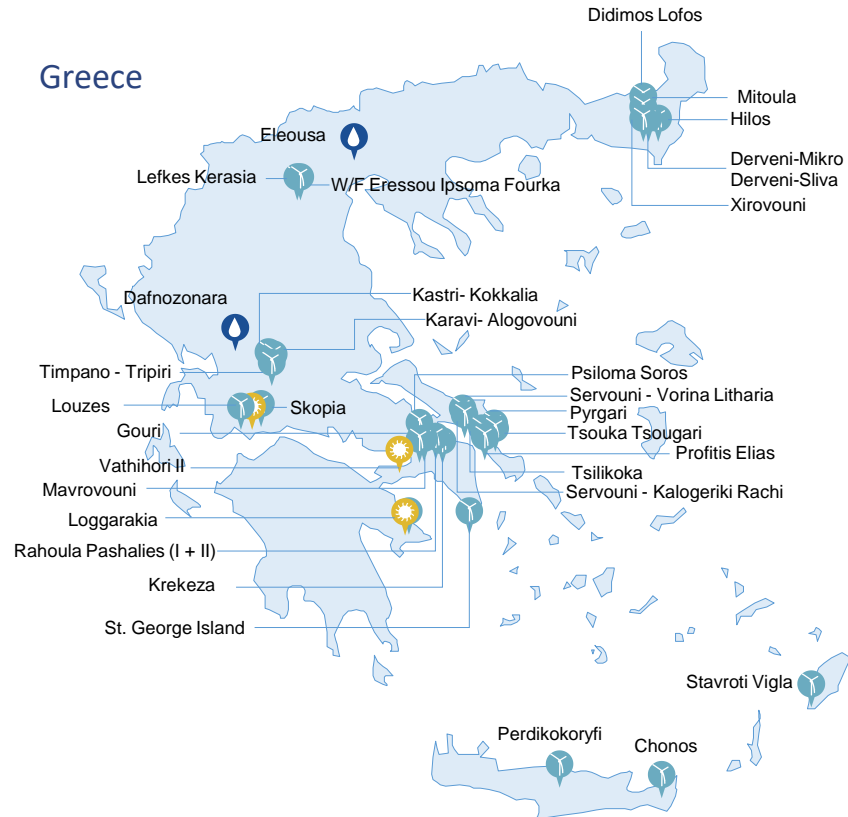 Didimos Lofos
Greece
Mitoula
Hilos
Eleousa
Derveni-Mikro
Derveni-Sliva
Lefkes Kerasia
W/F Eressou Ipsoma Fourka
Xirovouni
Dafnozonara
Kastri- Kokkalia
Karavi- Alogovouni
Timpano - Tripiri
Psiloma Soros
Servouni - Vorina Litharia
Louzes
Skopia
Pyrgari
Gouri
Tsouka Tsougari
Profitis Elias
Vathihori II
Tsilikoka
Mavrovouni
Servouni - Kalogeriki Rachi
Loggarakia
Rahoula Pashalies (I + II)
Krekeza
St. George Island
Stavroti Vigla
Perdikokoryfi
Chonos